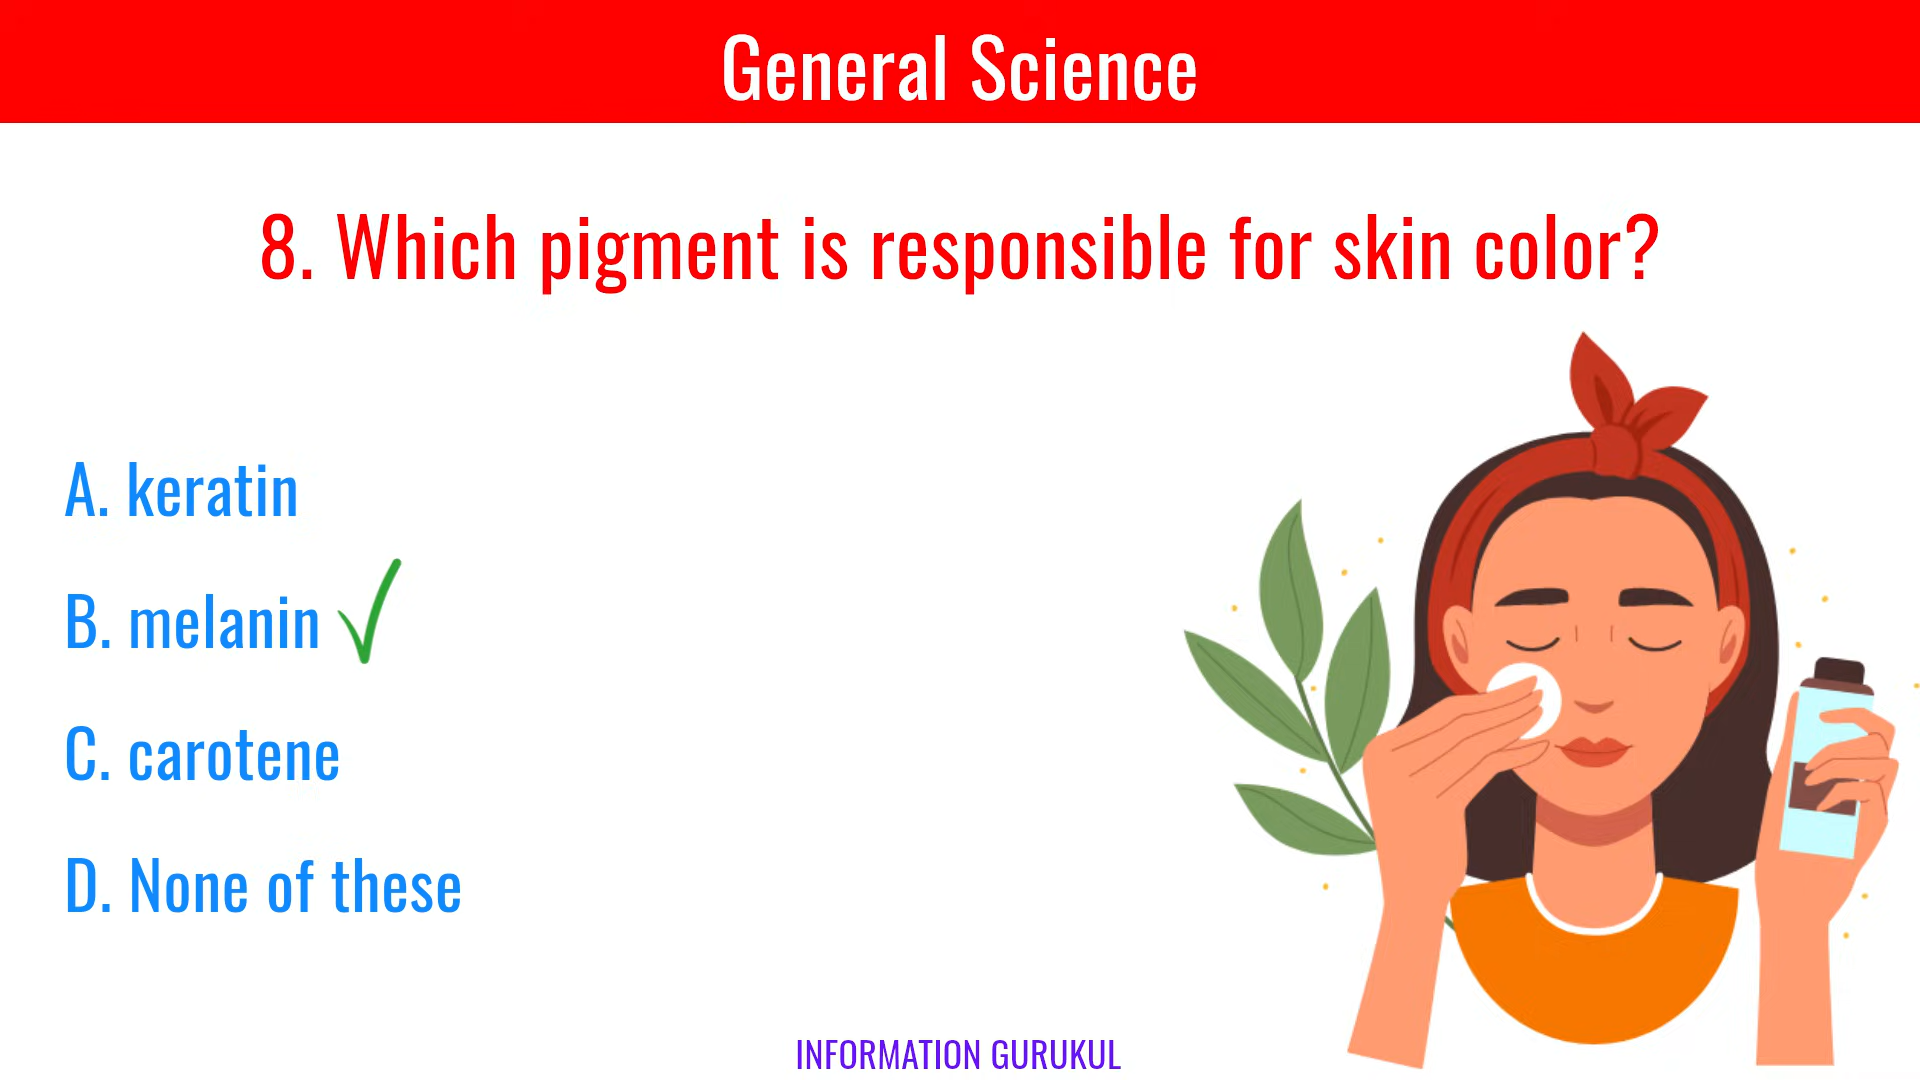 General Science
8. Which pigment is responsible for skin color?
A. keratin
B. melanin
C. carotene
D. None of these
INFORMATION GURUKUL